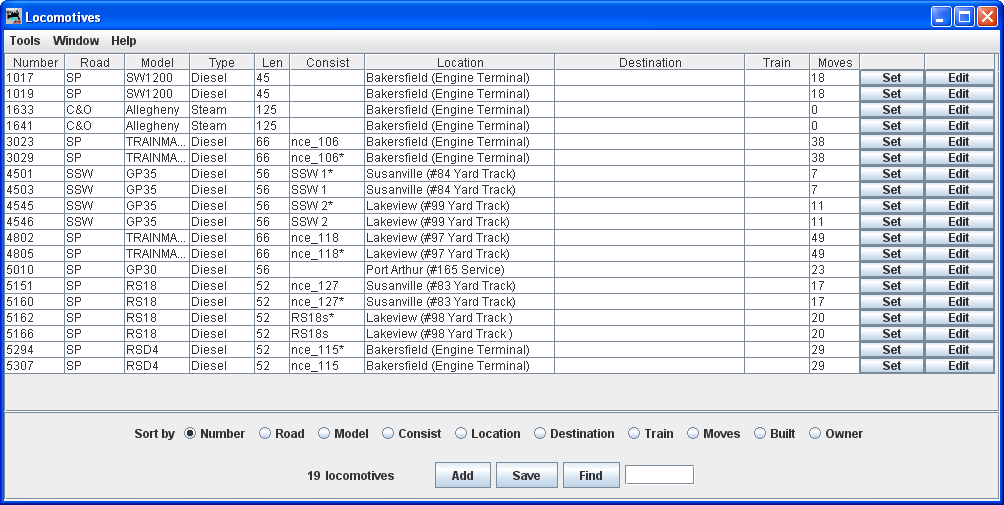 Locomotives
Tools Window Help
Number Road Model Type Len Consist Location Destination Train Moves
1017 SP SW1200 Diesel 45 Bakersfield (Engine Terminal) 18 Set Edit
1019 SP SW1200 Diesel 45 Bakersfield (Engine Terminal) 18 Set Edit
1633 C&O Allegheny Steam 125 Bakersfield (Engine Terminal) 0 Set Edit
1641 C&O Allegheny Steam 125 Bakersfield (Engine Terminal) 0 Set Edit
3023 SP TRAINMA... Diesel 66 nce_106 Bakersfield (Engine Terminal) 38 Set Edit
3029 SP TRAINMA... Diesel 66 nce_106* Bakersfield (Engine Terminal) 38 Set Edit
4501 SSW GP35 Diesel 56 SSW 1* Susanville (#84 Yard Track) 7 Set Edit
4503 SSW GP35 Diesel 56 SSW 1 Susanville (#84 Yard Track) 7 Set Edit
4545 SSW GP35 Diesel 56 SSW 2* Lakeview (#99 Yard Track) 11 Set Edit
4546 SSW GP35 Diesel 56 SSW 2 Lakeview (#99 Yard Track) 11 Set Edit
4802 SP TRAINMA... Diesel 66 nce_118 Lakeview (#97 Yard Track) 49 Set Edit
4805 SP TRAINMA... Diesel 66 nce_118* Lakeview (#97 Yard Track) 49 Set Edit
5010 SP GP30 Diesel 56 Port Arthur (#165 Service) 23 Set Edit
5151 SP RS18 Diesel 52 nce_127 Susanville (#83 Yard Track) 17 Set Edit
5160 SP RS18 Diesel 52 nce_127* Susanville (#83 Yard Track) 17 Set Edit
5162 SP RS18 Diesel 52 RS18s* Lakeview (#98 Yard Track ) 20 Set Edit
5166 SP RS18 Diesel 52 RS18s Lakeview (#98 Yard Track ) 20 Set Edit
5294 SP RSD4 Diesel 52 nce_115* Bakersfield (Engine Terminal) 29 Set Edit
5307 SP RSD4 Diesel 52 nce_115 Bakersfield (Engine Terminal) 29 Set Edit
Sort by Number Road Model Consist Location Destination Train Moves Built Owner
19 locomotives Add Save Find